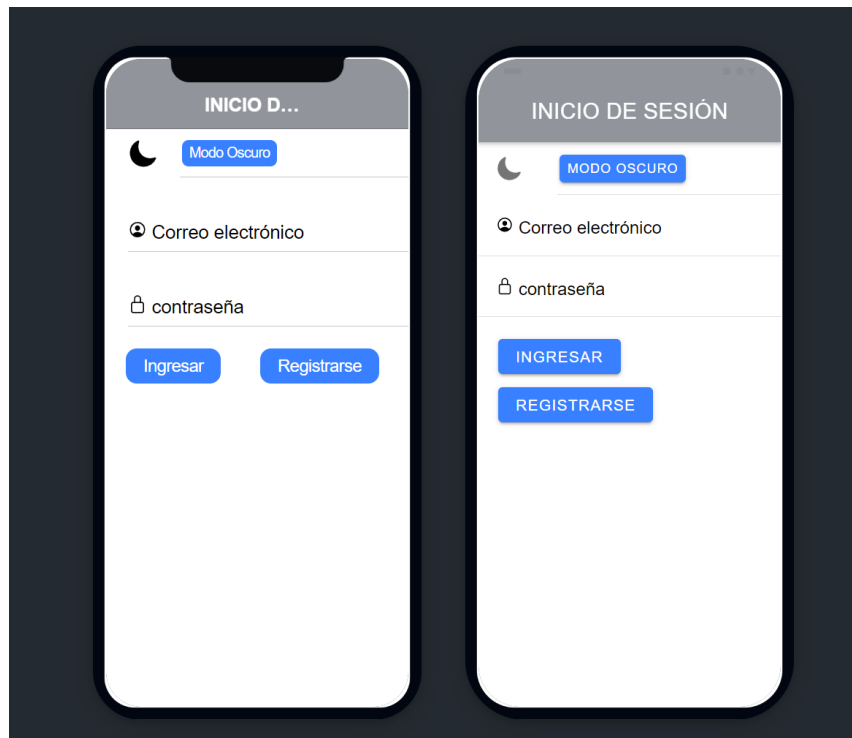 INICIO D...
Modo Oscuro
Correo electrónico
contraseña
Ingresar
Registrarse
INICIO DE SESIÓN
MODO OSCURO
Correo electrónico
contraseña
INGRESAR
REGISTRARSE